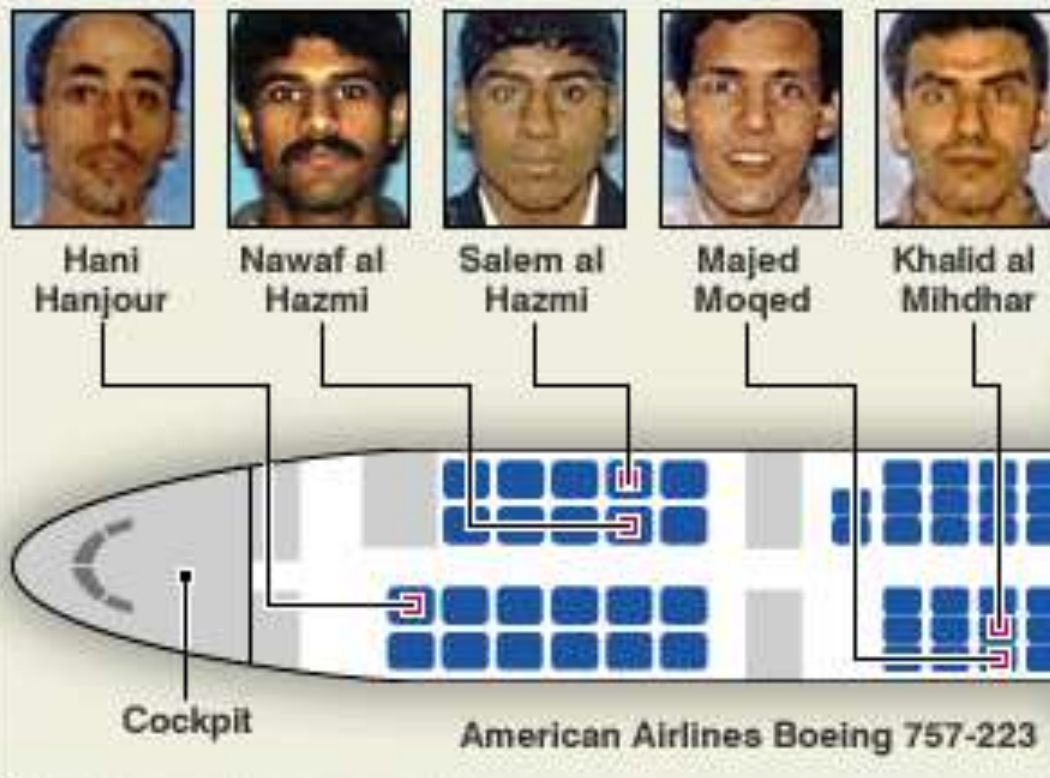 Hani
Hanjour
Nawaf al
Hazmi
Salem al
Hazmi
Majed
Moqed
Khalid al
Mihdhar
Cockpit
American Airlines Boeing 757-223